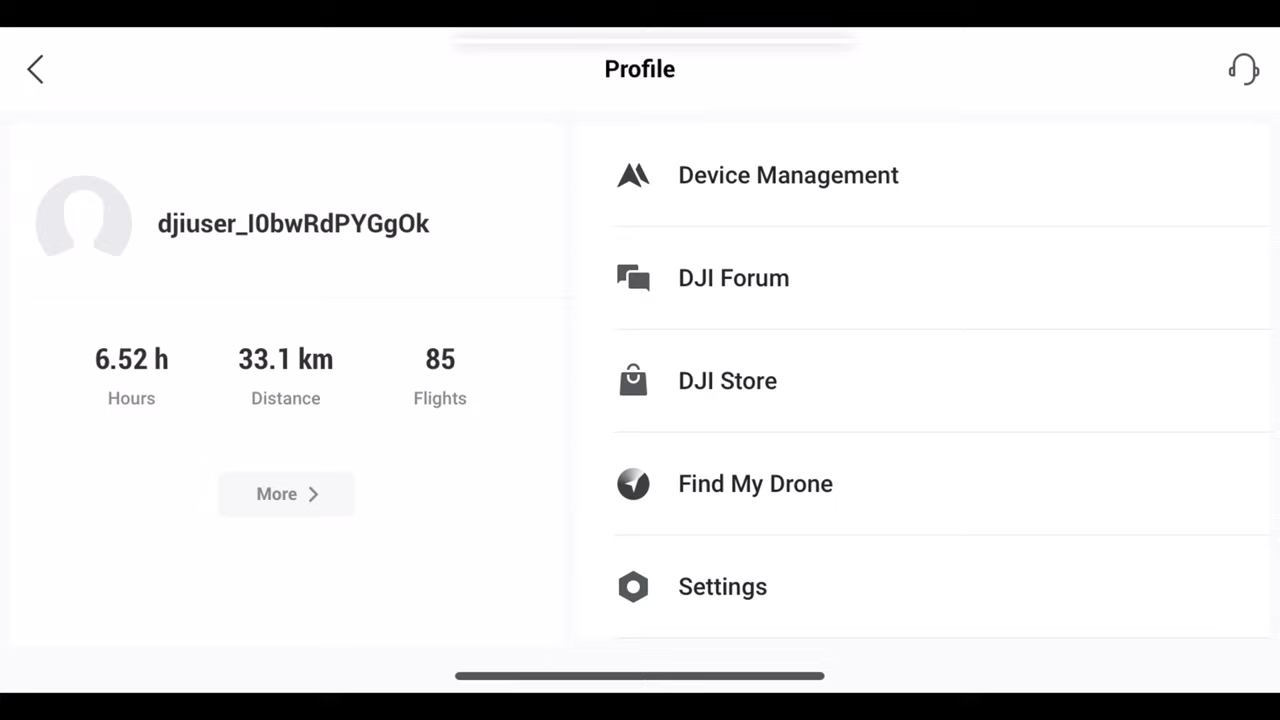 Profile
djiuser_I0bwRdPYGgOk
6.52 h
33.1 km
85
Hours
Distance
Flights
More
Device Management
DJI Forum
DJI Store
Find My Drone
Settings